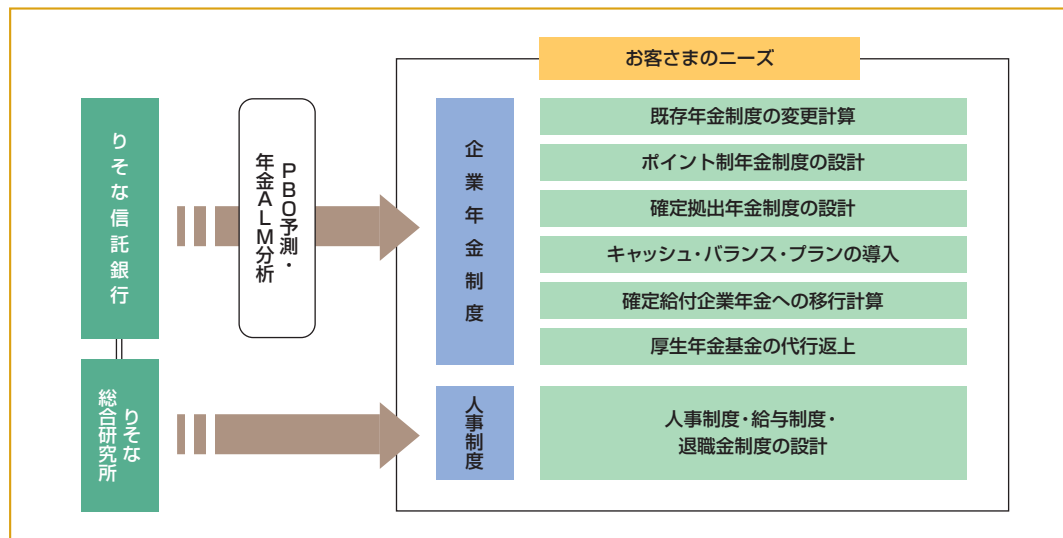 お客さまのニーズ
りそな信託銀行
PBO予測・
年金ALM分析
企業年金制度
既存年金制度の変更計算
ポイント制年金制度の設計
確定拠出年金制度の設計
キャッシュ・バランス・プランの導入
確定給付企業年金への移行計算
厚生年金基金の代行返上
りそな
総合研究所
人事制度
人事制度・給与制度・
退職金制度の設計